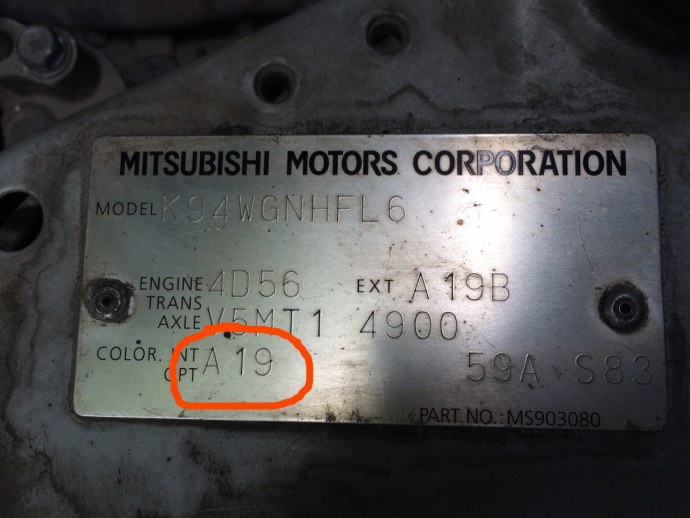 MITSUBISHI MOTORS CORPORATION
MODEL K94WGNHFL6
ENGINE 4D56 EXT A19B
TRANS
AXLE V5MT1 4900
COLOR. INT A 19 59A S83
OPT
PART NO.:MS903080